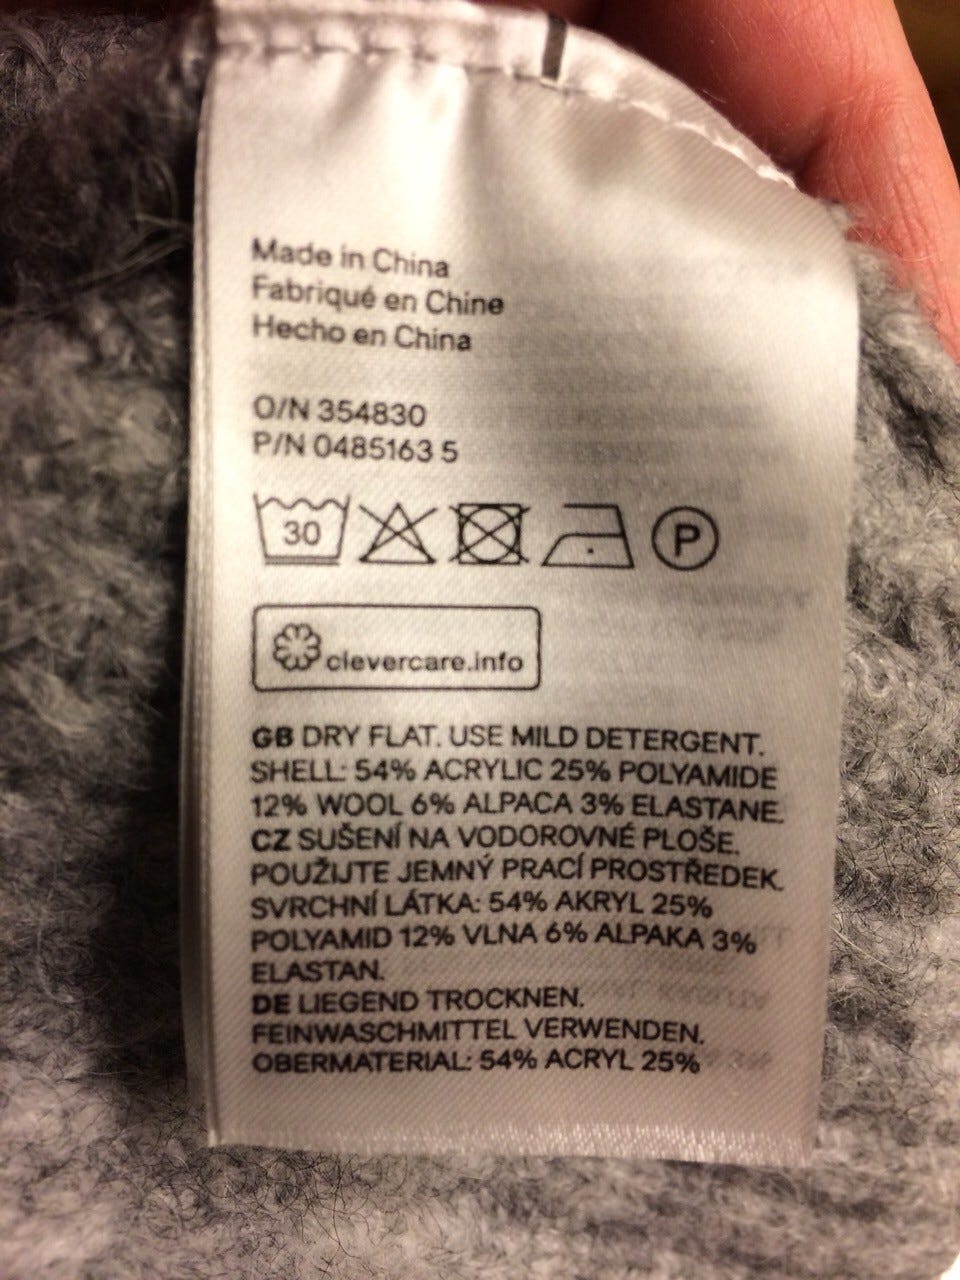 Made in China
Fabriqué en Chine
Hecho en China
O/N 354830
P/N 0485163 5
30 P
clevercare.info
GB DRY FLAT. USE MILD DETERGENT.
SHELL: 54% ACRYLIC 25% POLYAMIDE
12% WOOL 6% ALPACA 3% ELASTANE.
CZ SUŠENÍ NA VODOROVNÉ PLOŠE.
POUŽIJTE JEMNÝ PRACÍ PROSTŘEDEK.
SVRCHNÍ LÁTKA: 54% AKRYL 25%
POLYAMID 12% VLNA 6% ALPAKA 3%
ELASTAN.
DE LIEGEND TROCKNEN.
FEINWASCHMITTEL VERWENDEN.
OBERMATERIAL: 54% ACRYL 25%